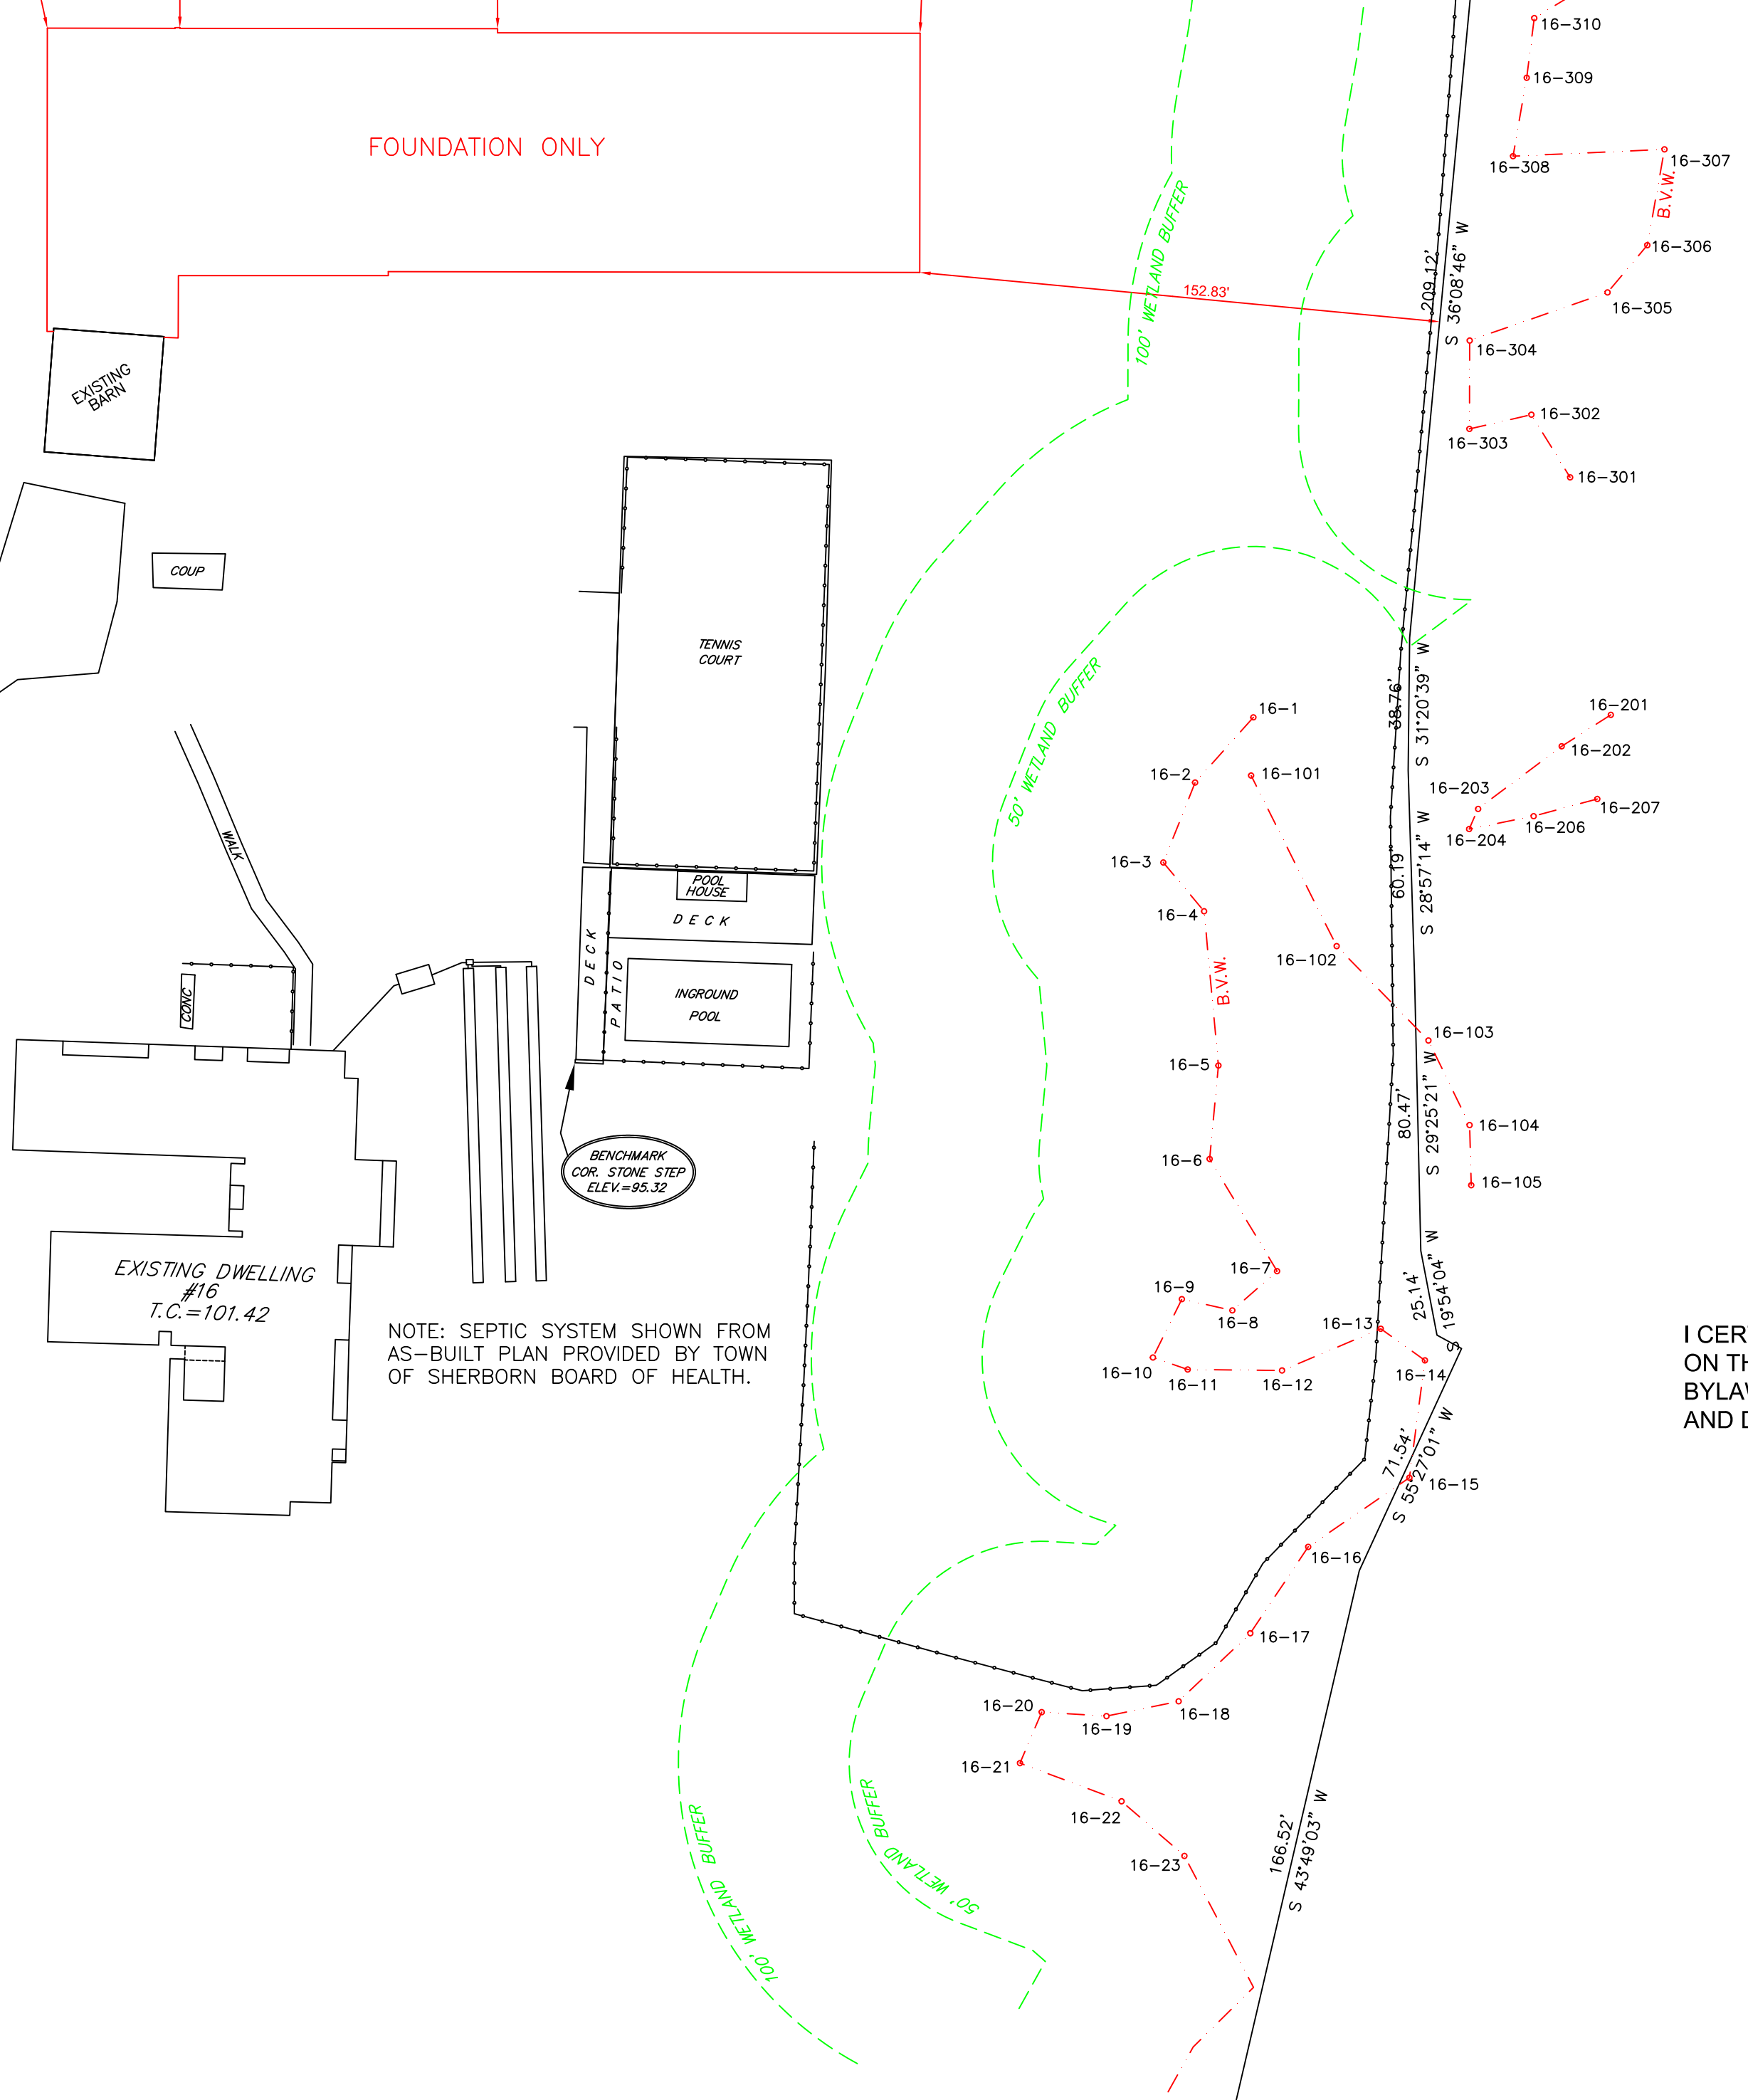 16-310
16-309
FOUNDATION ONLY
16-308
16-307
B.V.W.
100' WETLAND BUFFER
16-306
209.12'
S 36°08'46" W
152.83'
16-305
16-304
EXISTING
BARN
16-302
16-303
16-301
COUP
TENNIS
COURT
50' WETLAND BUFFER
38.76'
S 31°20'39" W
16-1
16-201
16-202
16-2
16-101
16-203
16-207
16-206
16-204
WALK
16-3
60.19'
S 28°57'14" W
POOL
HOUSE
DECK
16-4
DECK
PATIO
16-102
B.V.W.
INGROUND
POOL
CONC
16-103
16-5
80.47'
S 29°25'21" W
16-104
BENCHMARK
COR. STONE STEP
ELEV.=95.32
16-6
16-105
EXISTING DWELLING
#16
T.C.=101.42
16-7
16-9
16-8
25.14'
S 19°54'04" W
16-13
NOTE: SEPTIC SYSTEM SHOWN FROM
AS-BUILT PLAN PROVIDED BY TOWN
OF SHERBORN BOARD OF HEALTH.
I CER
ON TH
BYLAW
AND D
16-10
16-11
16-12
16-14
71.54'
S 55°27'01" W
16-15
16-16
16-17
16-20
16-19
16-18
16-21
16-22
16-23
50' WETLAND BUFFER
100' WETLAND BUFFER
166.52'
S 43°49'03" W